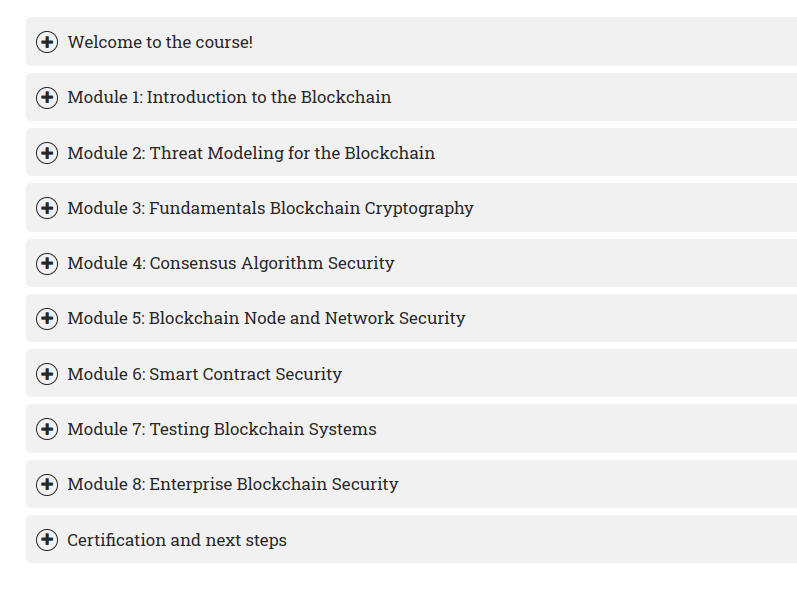 Welcome to the course!
Module 1: Introduction to the Blockchain
Module 2: Threat Modeling for the Blockchain
Module 3: Fundamentals Blockchain Cryptography
Module 4: Consensus Algorithm Security
Module 5: Blockchain Node and Network Security
Module 6: Smart Contract Security
Module 7: Testing Blockchain Systems
Module 8: Enterprise Blockchain Security
Certification and next steps